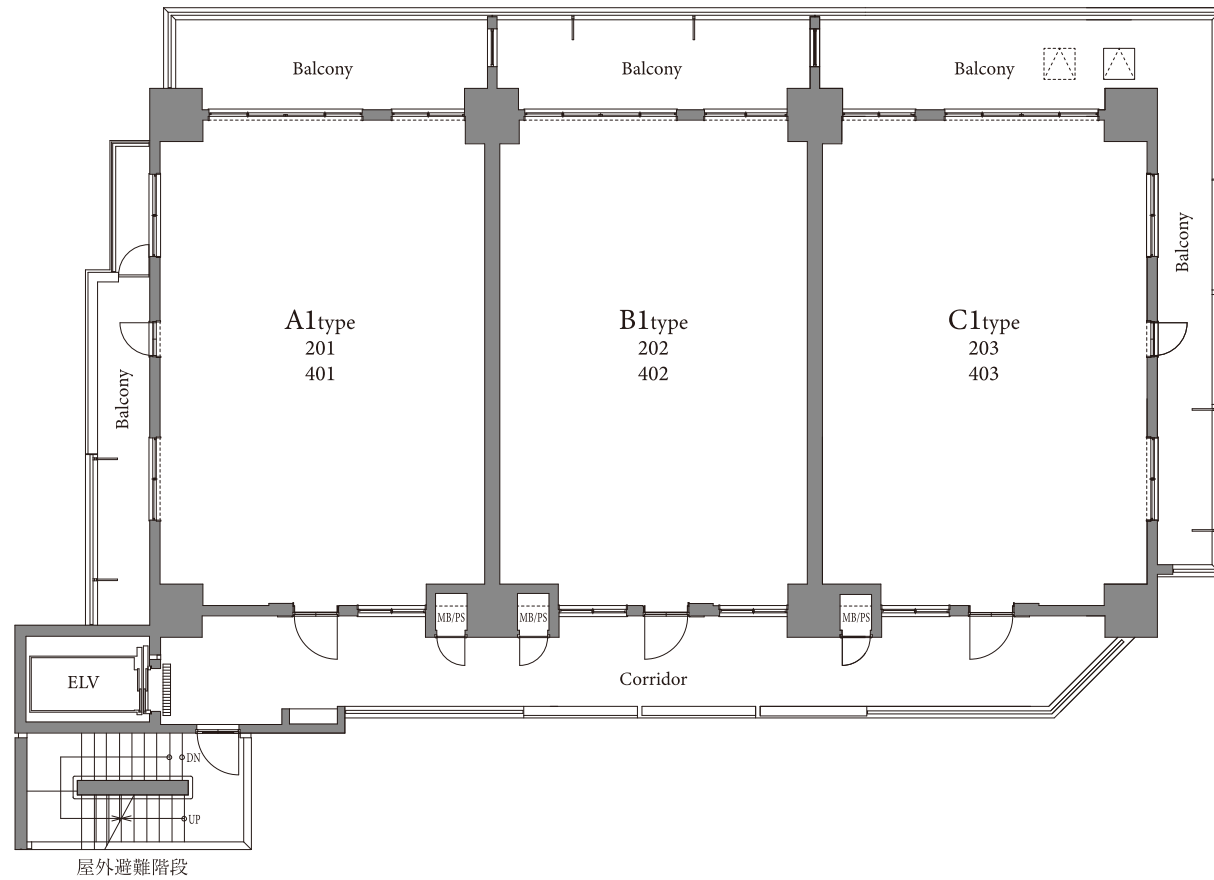 Balcony
Balcony
Balcony
Balcony
A1type
201
401
B1type
202
402
C1type
203
403
Balcony
MB/PS
MB/PS
MB/PS
ELV
Corridor
DN
UP
屋外避難階段